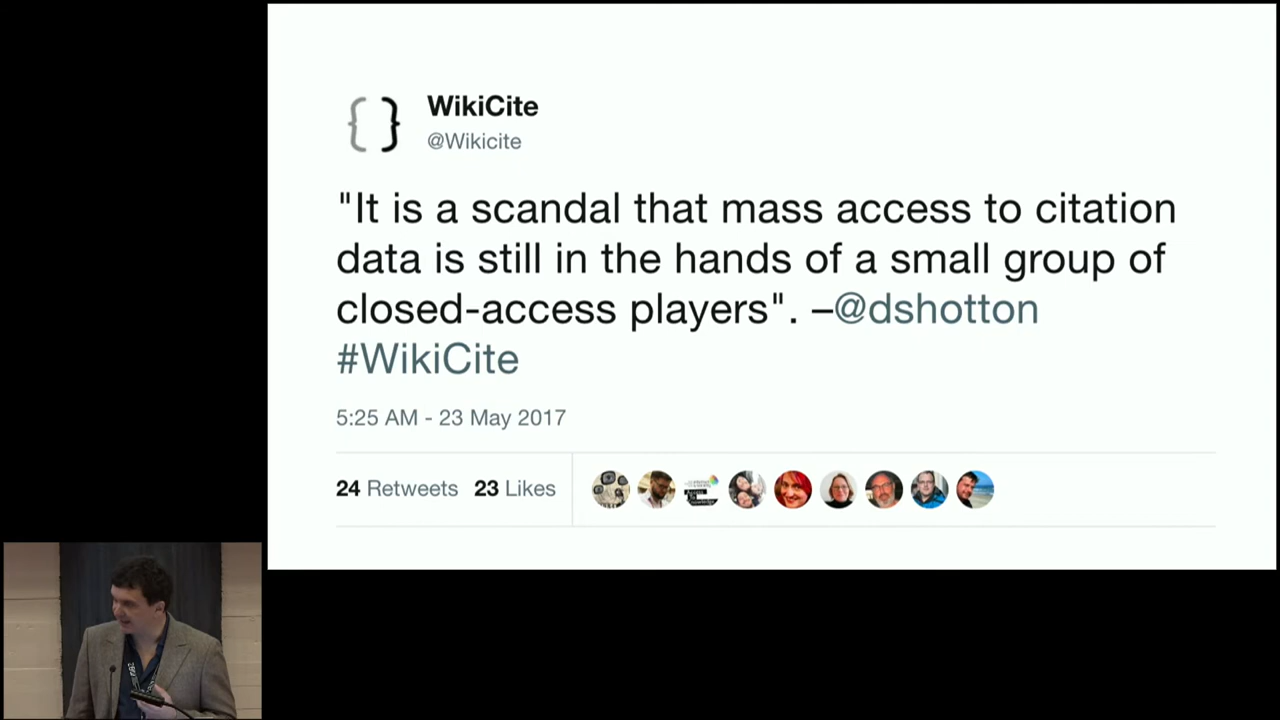 WikiCite
@Wikicite
"It is a scandal that mass access to citation
data is still in the hands of a small group of
closed-access players". –@dshotton
#WikiCite
5:25 AM - 23 May 2017
24 Retweets 23 Likes